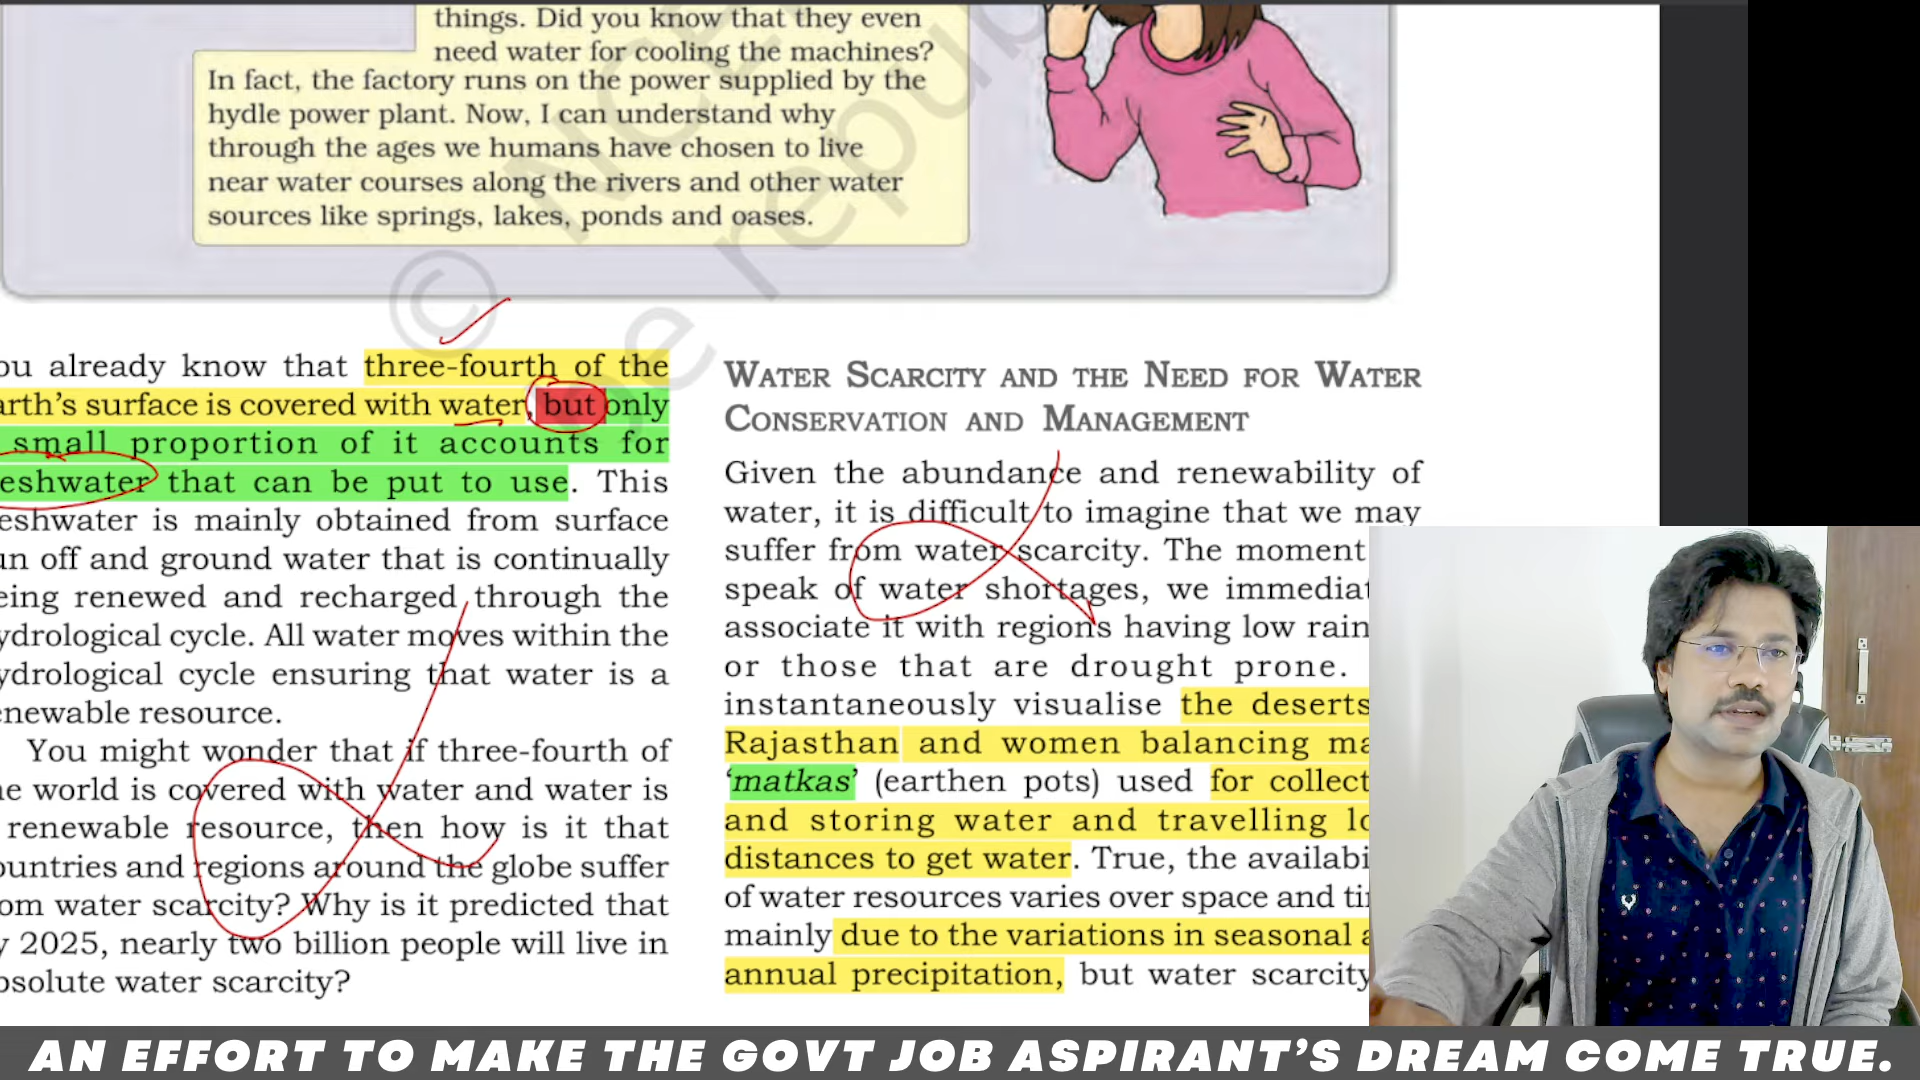 things. Did you know that they even
need water for cooling the machines?
In fact, the factory runs on the power supplied by the
hydle power plant. Now, I can understand why
through the ages we humans have chosen to live
near water courses along the rivers and other water
sources like springs, lakes, ponds and oases.
ou already know that three-fourth of the
arth's surface is covered with water, but only
small proportion of it accounts for
eshwater that can be put to use. This
eshwater is mainly obtained from surface
un off and ground water that is continually
eing renewed and recharged through the
ydrological cycle. All water moves within the
ydrological cycle ensuring that water is a
enewable resource.
You might wonder that if three-fourth of
he world is covered with water and water is
renewable resource, then how is it that
ountries and regions around the globe suffer
om water scarcity? Why is it predicted that
y 2025, nearly two billion people will live in
bsolute water scarcity?
WATER SCARCITY AND THE NEED FOR WATER
CONSERVATION AND MANAGEMENT
Given the abundance and renewability of
water, it is difficult to imagine that we may
suffer from water scarcity. The moment
speak of water shortages, we immediat
associate it with regions having low rain
or those that are drought prone.
instantaneously visualise the deserts
Rajasthan and women balancing ma
'matkas' (earthen pots) used for collect
and storing water and travelling lo
distances to get water. True, the availabi
of water resources varies over space and ti
mainly due to the variations in seasonal a
annual precipitation, but water scarcity
© NCE
be repub
AN EFFORT TO MAKE THE GOVT JOB ASPIRANT'S DREAM COME TRUE.